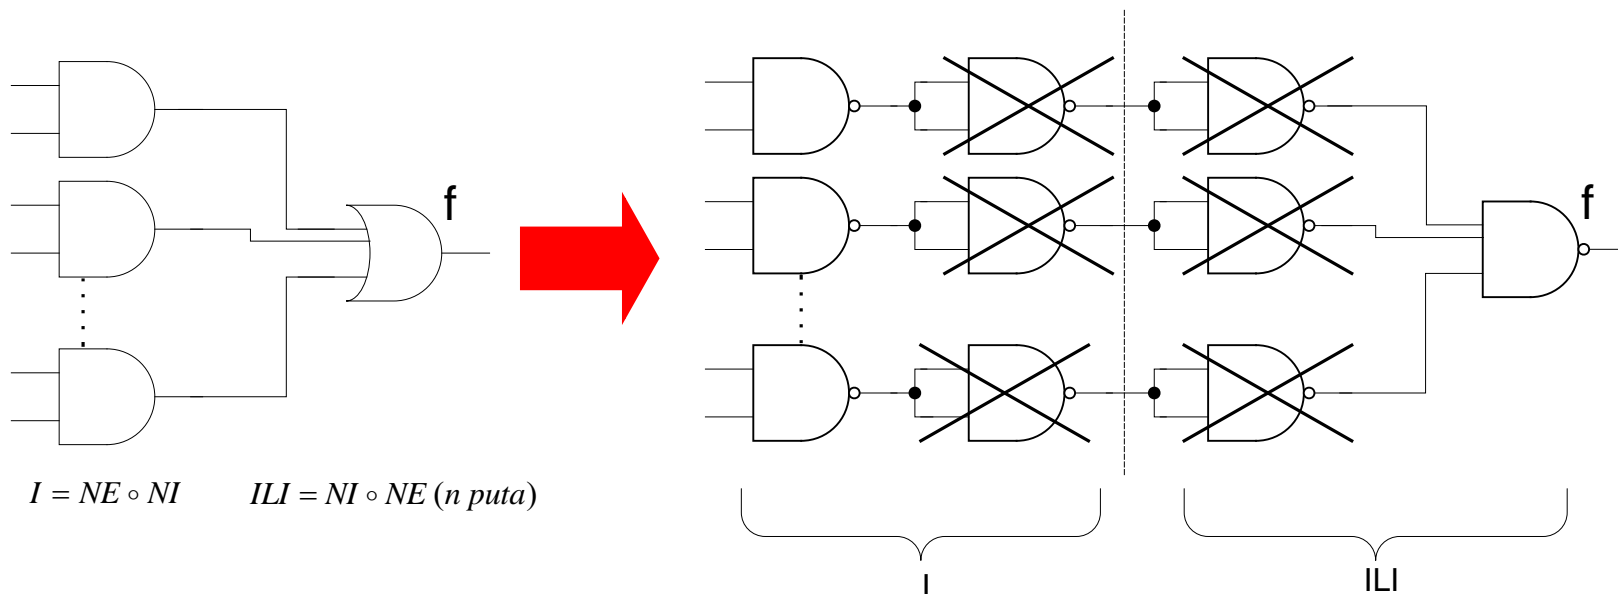 f
f
I = NE ∘ NI
ILI = NI ∘ NE (n puta)
I
ILI